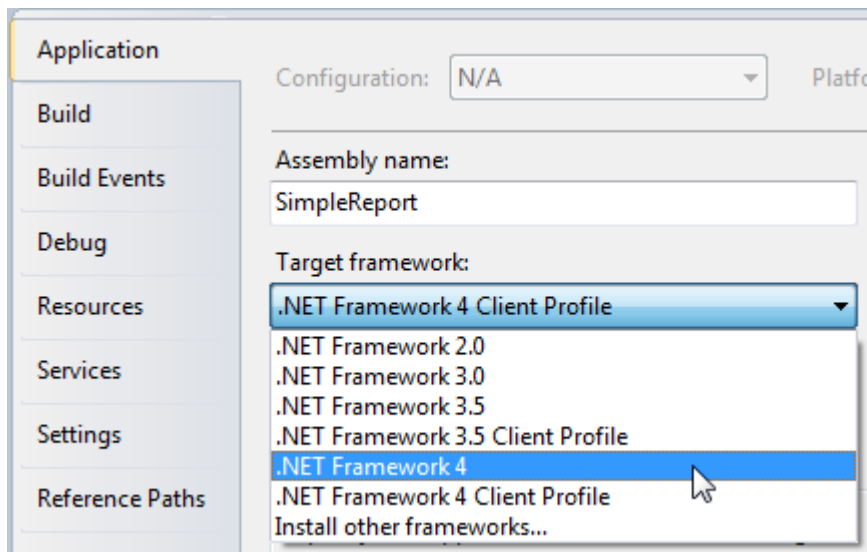 Application
Build
Build Events
Debug
Resources
Services
Settings
Reference Paths
Configuration: N/A Platfo
Assembly name:
SimpleReport
Target framework:
.NET Framework 4 Client Profile
.NET Framework 2.0
.NET Framework 3.0
.NET Framework 3.5
.NET Framework 3.5 Client Profile
.NET Framework 4
.NET Framework 4 Client Profile
Install other frameworks...